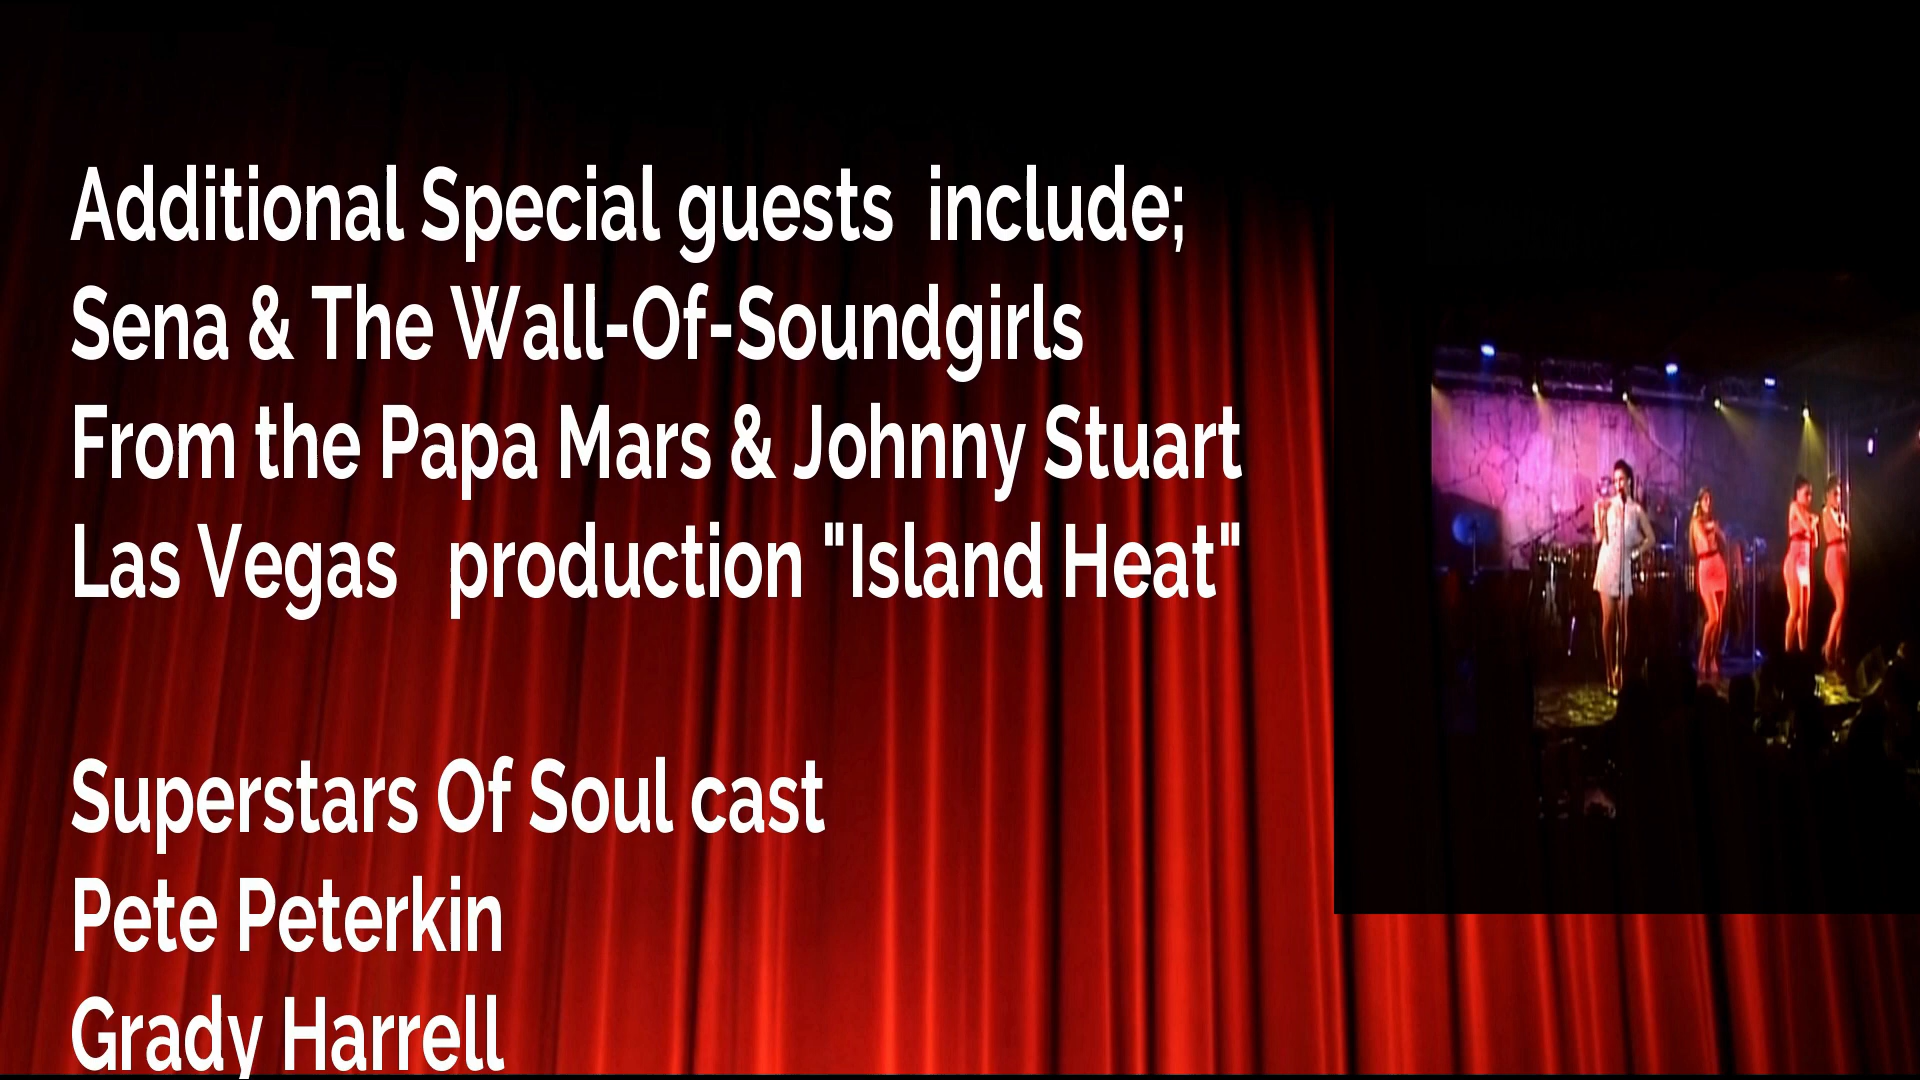 Additional Special guests  include;
Sena & The Wall-Of-Soundgirls
From the Papa Mars & Johnny Stuart
Las Vegas   production "Island Heat"
Superstars Of Soul cast
Pete Peterkin
Grady Harrell